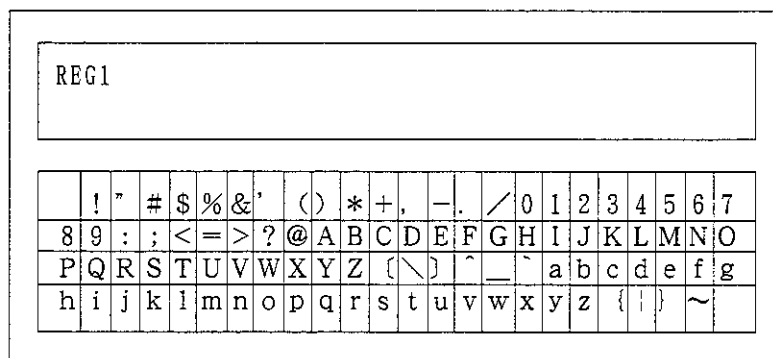 REG1
! " # $ % & ' ( ) * + , - . / 0 1 2 3 4 5 6 7
8 9 : ; < = > ? @ A B C D E F G H I J K L M N O
P Q R S T U V W X Y Z [ \ ] ^ _ ` a b c d e f g
h i j k l m n o p q r s t u v w x y z { | } ~